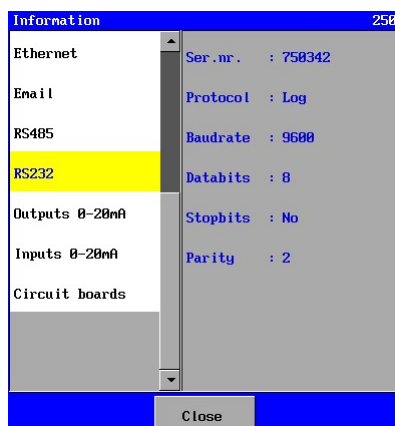 Information 250
Ethernet
Email
RS485
RS232
Outputs 0-20mA
Inputs 0-20mA
Circuit boards
Ser.nr. : 750342
Protocol : Log
Baudrate : 9600
Databits : 8
Stopbits : No
Parity : 2
Close